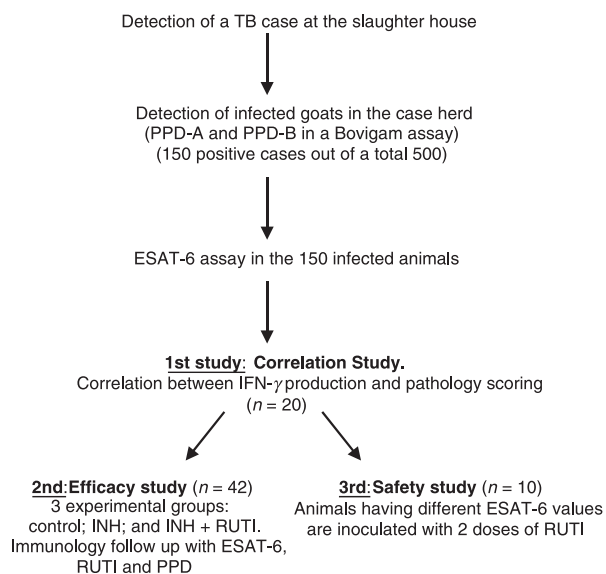 Detection of a TB case at the slaughter house
Detection of infected goats in the case herd
(PPD-A and PPD-B in a Bovigam assay)
(150 positive cases out of a total 500)
ESAT-6 assay in the 150 infected animals
1st study: Correlation Study.
Correlation between IFN-γ production and pathology scoring
(n = 20)
2nd:Efficacy study (n = 42)
3 experimental groups:
control; INH; and INH + RUTI.
Immunology follow up with ESAT-6,
RUTI and PPD
3rd:Safety study (n = 10)
Animals having different ESAT-6 values
are inoculated with 2 doses of RUTI